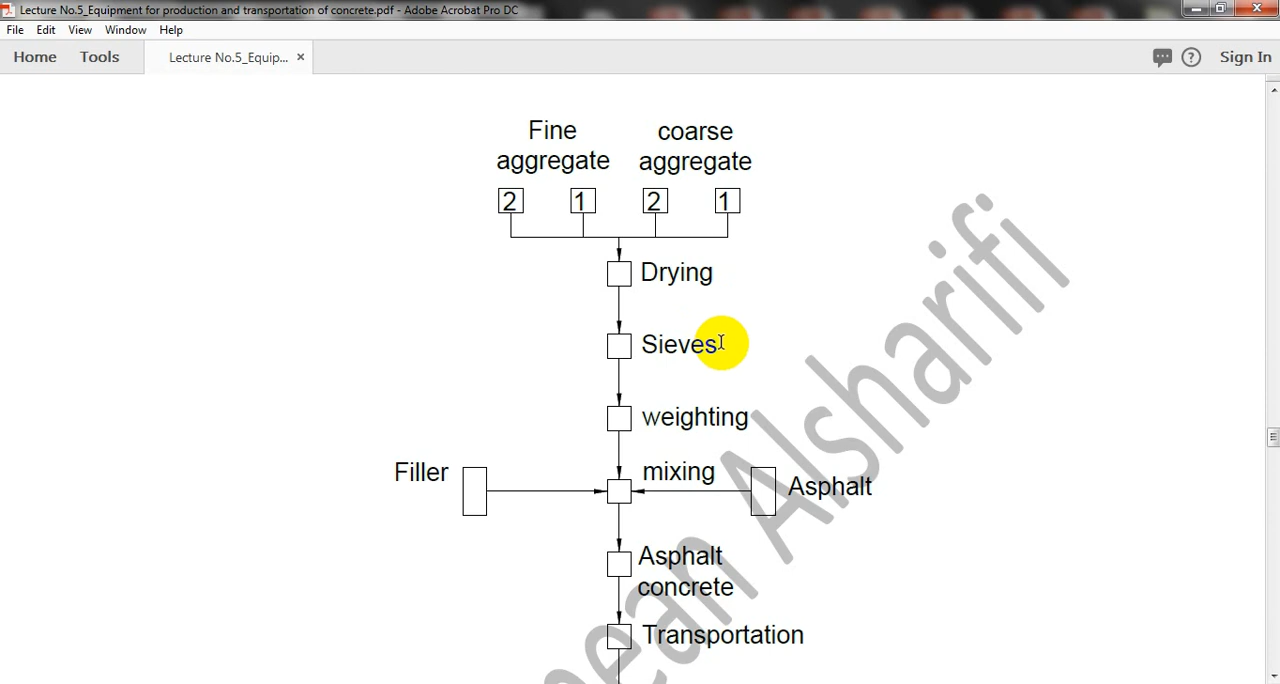 Lecture No.5_Equipment for production and transportation of concrete.pdf - Adobe Acrobat Pro DC
File Edit View Window Help
Home Tools Lecture No.5_Equip... × ? Sign In
Fine aggregate
coarse aggregate
2 1 2 1
Drying
Sieves
weighting
Filler
mixing
Asphalt
Asphalt
concrete
Transportation
ean Alsharifi